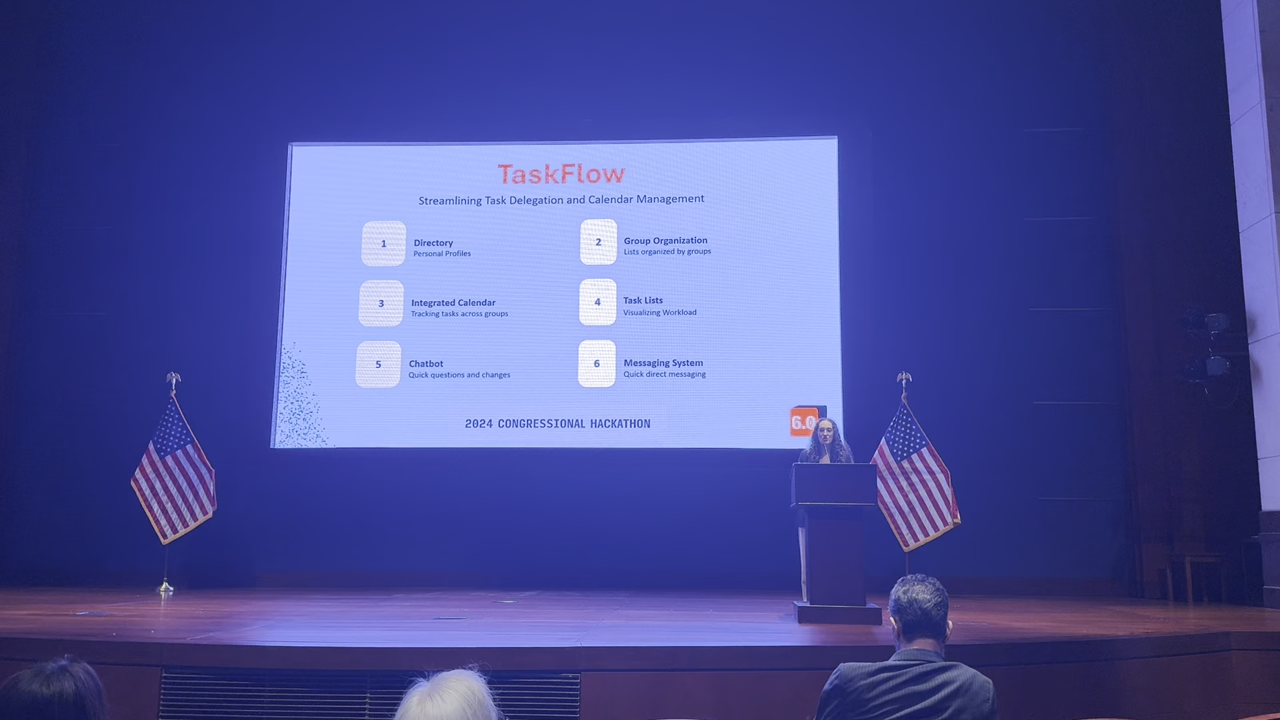 TaskFlow
Streamlining Task Delegation and Calendar Management
1
Directory
Personal Profiles
2
Group Organization
Lists organized by groups
3
Integrated Calendar
Tracking tasks across groups
4
Task Lists
Visualizing Workload
5
Chatbot
Quick questions and changes
6
Messaging System
Quick direct messaging
2024 CONGRESSIONAL HACKATHON
6.0